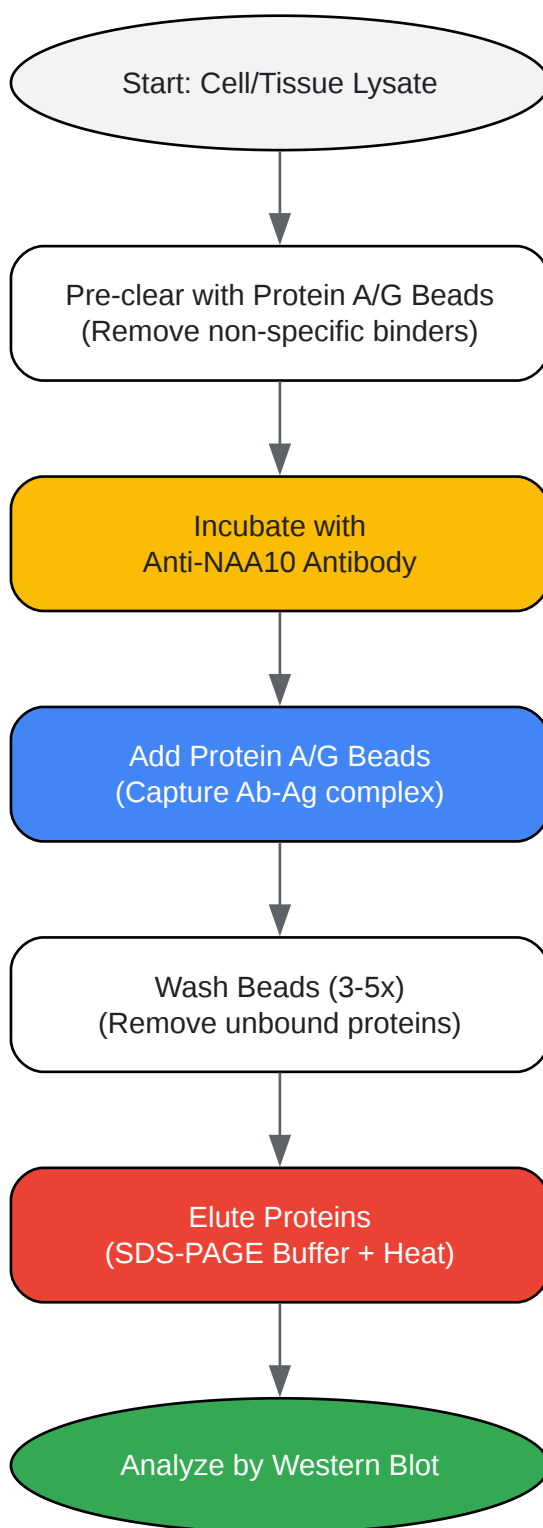 Start: Cell/Tissue Lysate
Pre-clear with Protein A/G Beads
(Remove non-specific binders)
Incubate with
Anti-NAA10 Antibody
Add Protein A/G Beads
(Capture Ab-Ag complex)
Wash Beads (3-5x)
(Remove unbound proteins)
Elute Proteins
(SDS-PAGE Buffer + Heat)
Analyze by Western Blot